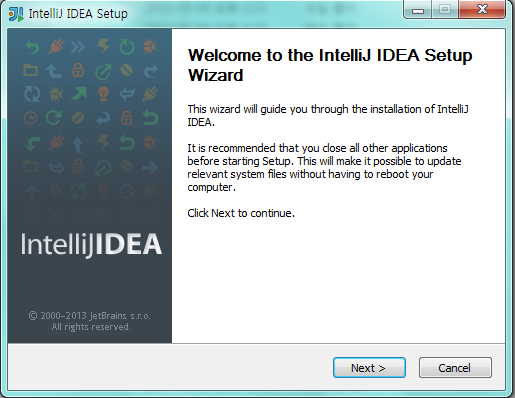 IntelliJ IDEA Setup
Welcome to the IntelliJ IDEA Setup
Wizard
This wizard will guide you through the installation of IntelliJ
IDEA.
It is recommended that you close all other applications
before starting Setup. This will make it possible to update
relevant system files without having to reboot your
computer.
Click Next to continue.
IntelliJIDEA
© 2000-2013 JetBrains s.r.o.
All rights reserved.
Next >
Cancel